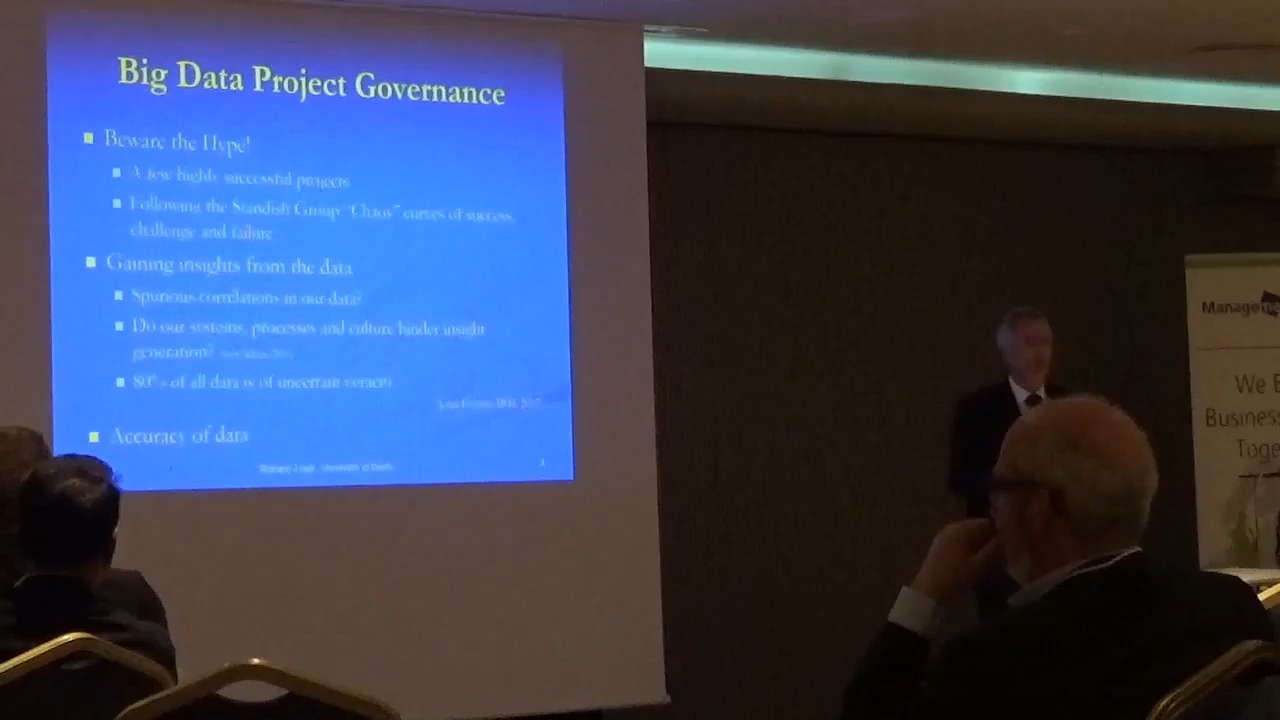 Big Data Project Governance
Beware the Hype!
A few highly successful projects
Following the Standish Group "Chaos" curves of success,
challenge and failure
Gaining insights from the data
Spurious correlations in our data?
Do our systems, processes and culture hinder insight
generation?
80% of all data is of uncertain veracity
Accuracy of data
We
Business